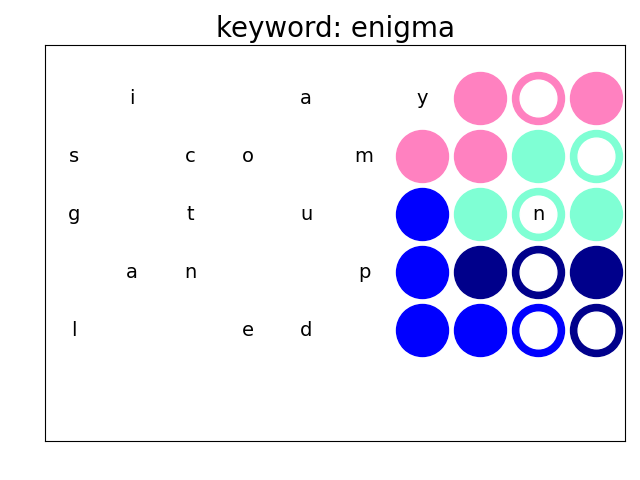 keyword: enigma
i a y
s c o m
g t u n
a n p
l e d